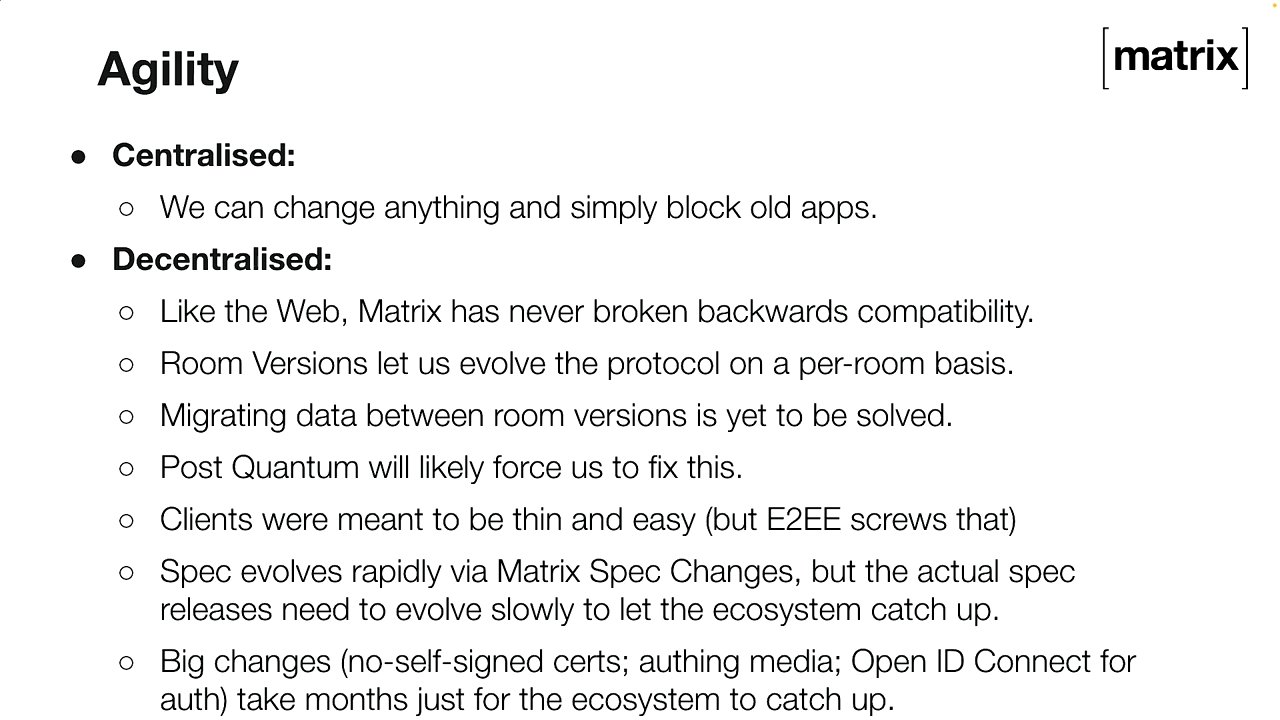 Agility
[matrix]
● Centralised:
○ We can change anything and simply block old apps.
● Decentralised:
○ Like the Web, Matrix has never broken backwards compatibility.
○ Room Versions let us evolve the protocol on a per-room basis.
○ Migrating data between room versions is yet to be solved.
○ Post Quantum will likely force us to fix this.
○ Clients were meant to be thin and easy (but E2EE screws that)
○ Spec evolves rapidly via Matrix Spec Changes, but the actual spec
releases need to evolve slowly to let the ecosystem catch up.
○ Big changes (no-self-signed certs; authing media; Open ID Connect for
auth) take months just for the ecosystem to catch up.